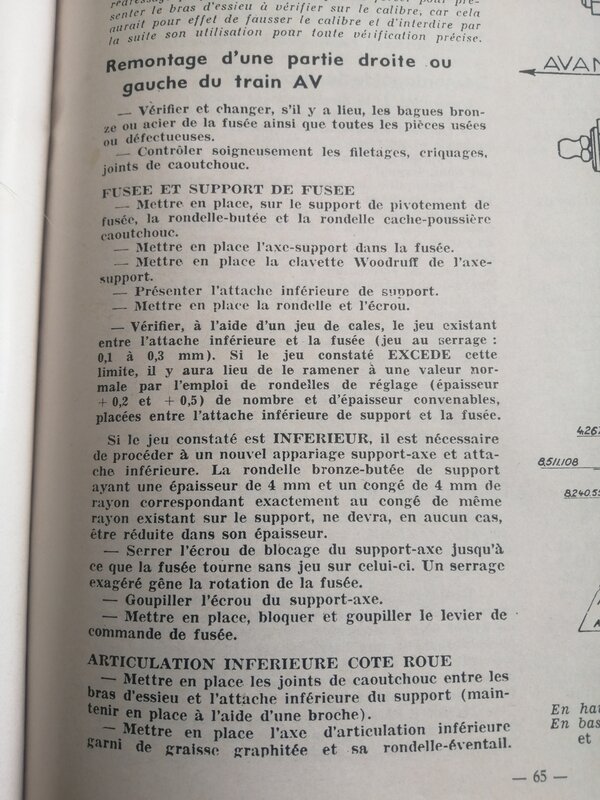 senter le bras d'essieu à vérifier sur le calibre, car cela
aurait pour effet de fausser le calibre et d'interdire par
la suite son utilisation pour toute vérification précise.
Remontage d'une partie droite ou
gauche du train AV
— Vérifier et changer, s'il y a lieu, les bagues bron-
ze ou acier de la fusée ainsi que toutes les pièces usées
ou défectueuses.
— Contrôler soigneusement les filetages, criquages,
joints de caoutchouc.
FUSEE ET SUPPORT DE FUSEE
— Mettre en place, sur le support de pivotement de
fusée, la rondelle-butée et la rondelle cache-poussière
caoutchouc.
— Mettre en place l'axe-support dans la fusée.
— Mettre en place la clavette Woodruff de l'axe-
support.
— Présenter l'attache inférieure de support.
— Mettre en place la rondelle et l'écrou.
— Vérifier, à l'aide d'un jeu de cales, le jeu existant
entre l'attache inférieure et la fusée (jeu au serrage :
0,1 à 0,3 mm). Si le jeu constaté EXCEDE cette
limite, il y aura lieu de le ramener à une valeur nor-
male par l'emploi de rondelles de réglage (épaisseur
+ 0,2 et + 0,5) de nombre et d'épaisseur convenables,
placées entre l'attache inférieure de support et la fusée.
Si le jeu constaté est INFERIEUR, il est nécessaire
de procéder à un nouvel appariage support-axe et atta-
che inférieure. La rondelle bronze-butée de support
ayant une épaisseur de 4 mm et un congé de 4 mm de
rayon correspondant exactement au congé de même
rayon existant sur le support, ne devra, en aucun cas,
être réduite dans son épaisseur.
— Serrer l'écrou de blocage du support-axe jusqu'à
ce que la fusée tourne sans jeu sur celui-ci. Un serrage
exagéré gêne la rotation de la fusée.
— Goupiller l'écrou du support-axe.
— Mettre en place, bloquer et goupiller le levier de
commande de fusée.
ARTICULATION INFERIEURE COTE ROUE
— Mettre en place les joints de caoutchouc entre les
bras d'essieu et l'attache inférieure du support (main-
tenir en place à l'aide d'une broche).
— Mettre en place l'axe d'articulation inférieure
garni de graisse graphitée et sa rondelle-éventail.
— 65 —
AVAN
4.267
8.511.108
8.240.55
En hau
En bas
et